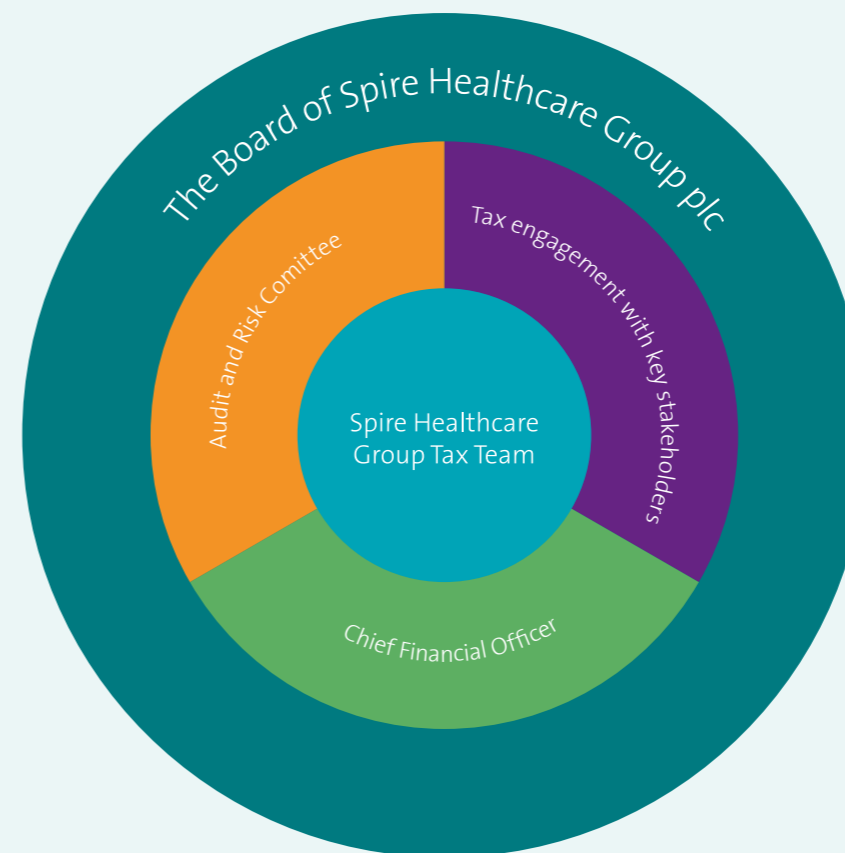 The Board of Spire Healthcare Group plc
Audit and Risk Comittee
Tax engagement with key stakeholders
Spire Healthcare
Group Tax Team
Chief Financial Officer